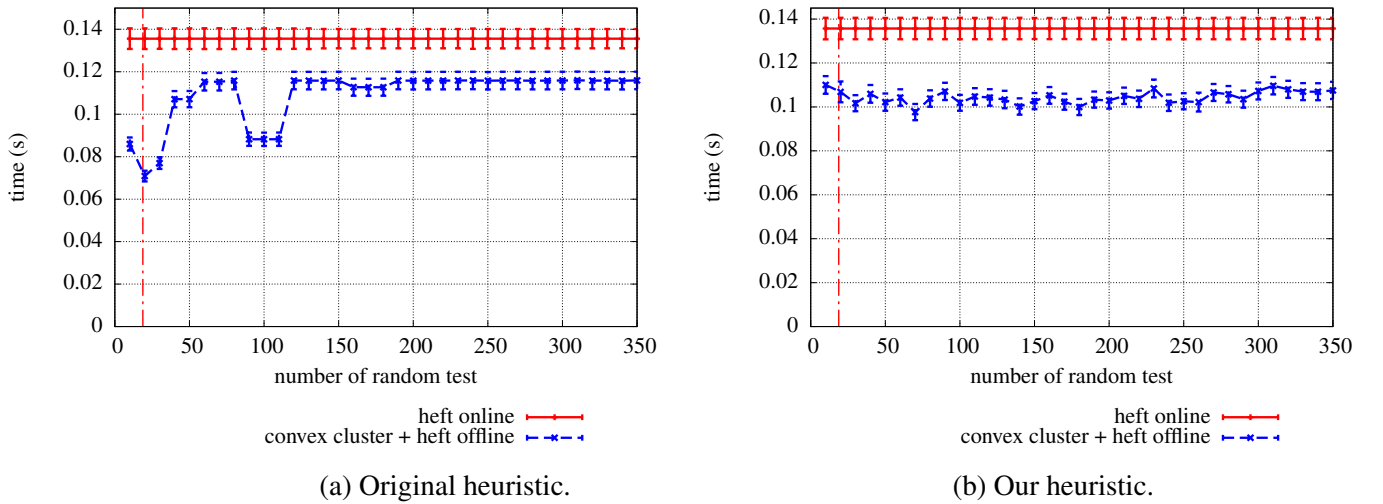 0.14
0.12
0.1
0.08
0.06
0.04
0.02
0
time (s)
0 50 100 150 200 250 300 350
number of random test
heft online
convex cluster + heft offline
(a) Original heuristic.
0.14
0.12
0.1
0.08
0.06
0.04
0.02
0
time (s)
0 50 100 150 200 250 300 350
number of random test
heft online
convex cluster + heft offline
(b) Our heuristic.